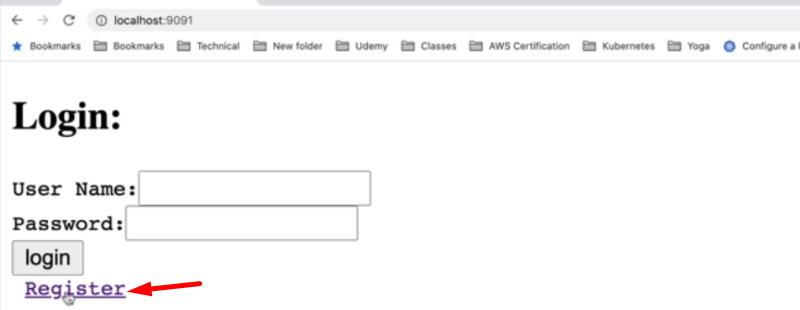 localhost:9091
Bookmarks Bookmarks Technical New folder Udemy Classes AWS Certification Kubernetes Yoga Configure a
Login:
User Name:
Password:
login
Register